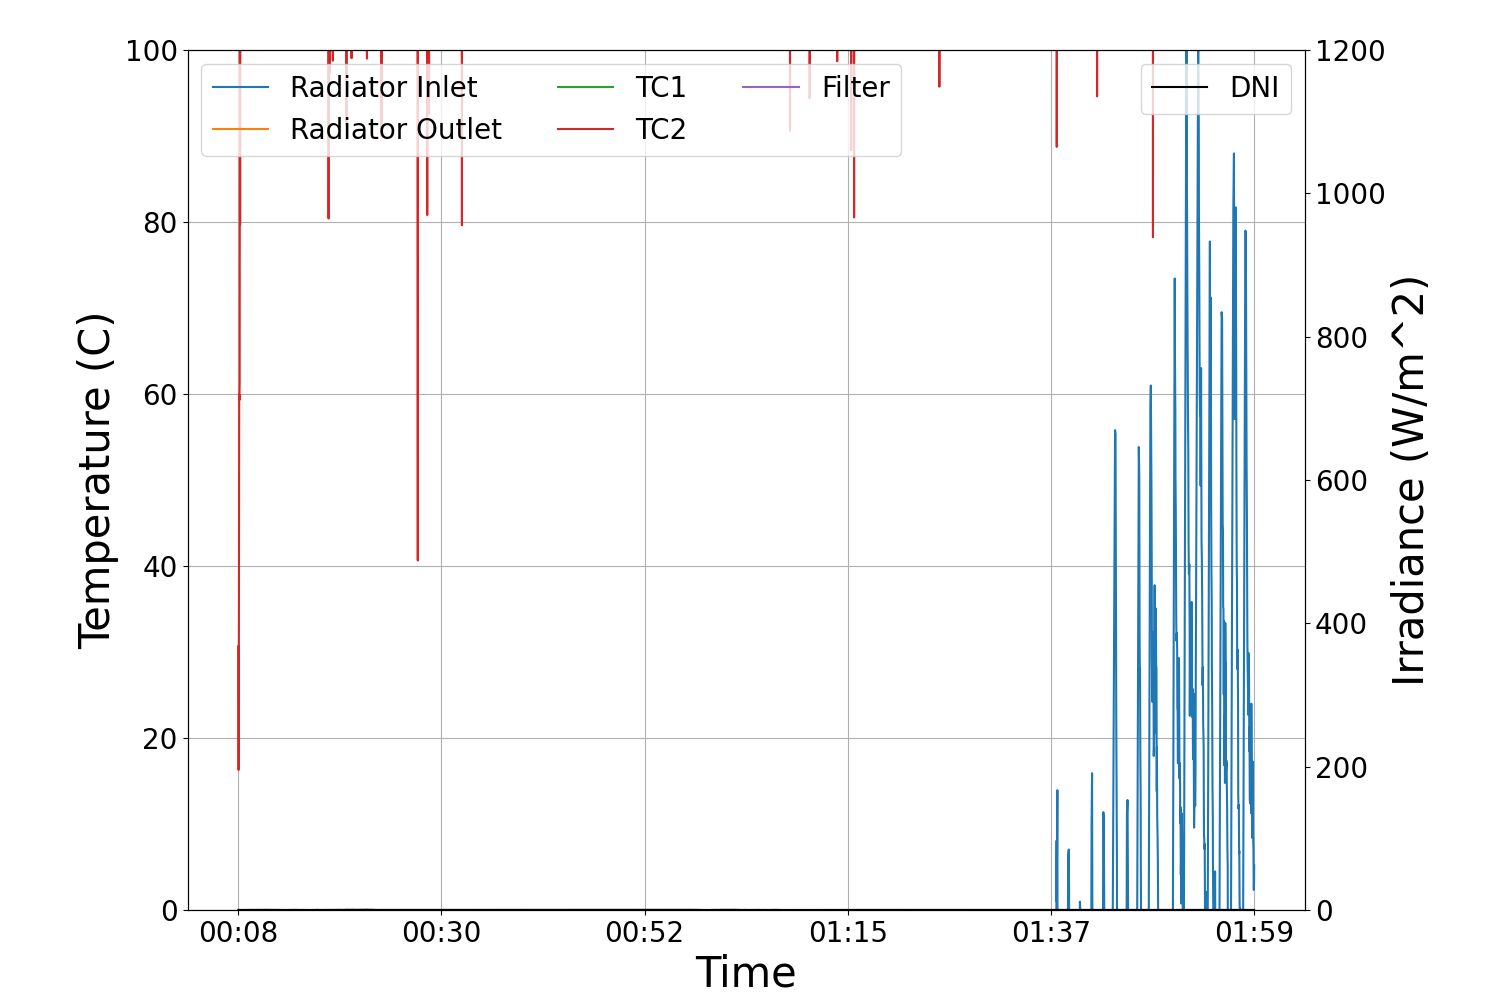 100
80
60
40
20
0
Temperature (C)
Radiator Inlet
Radiator Outlet
TC1
TC2
Filter
DNI
1200
1000
800
600
400
200
0
Irradiance (W/m^2)
00:08 00:30 00:52 01:15 01:37 01:59
Time